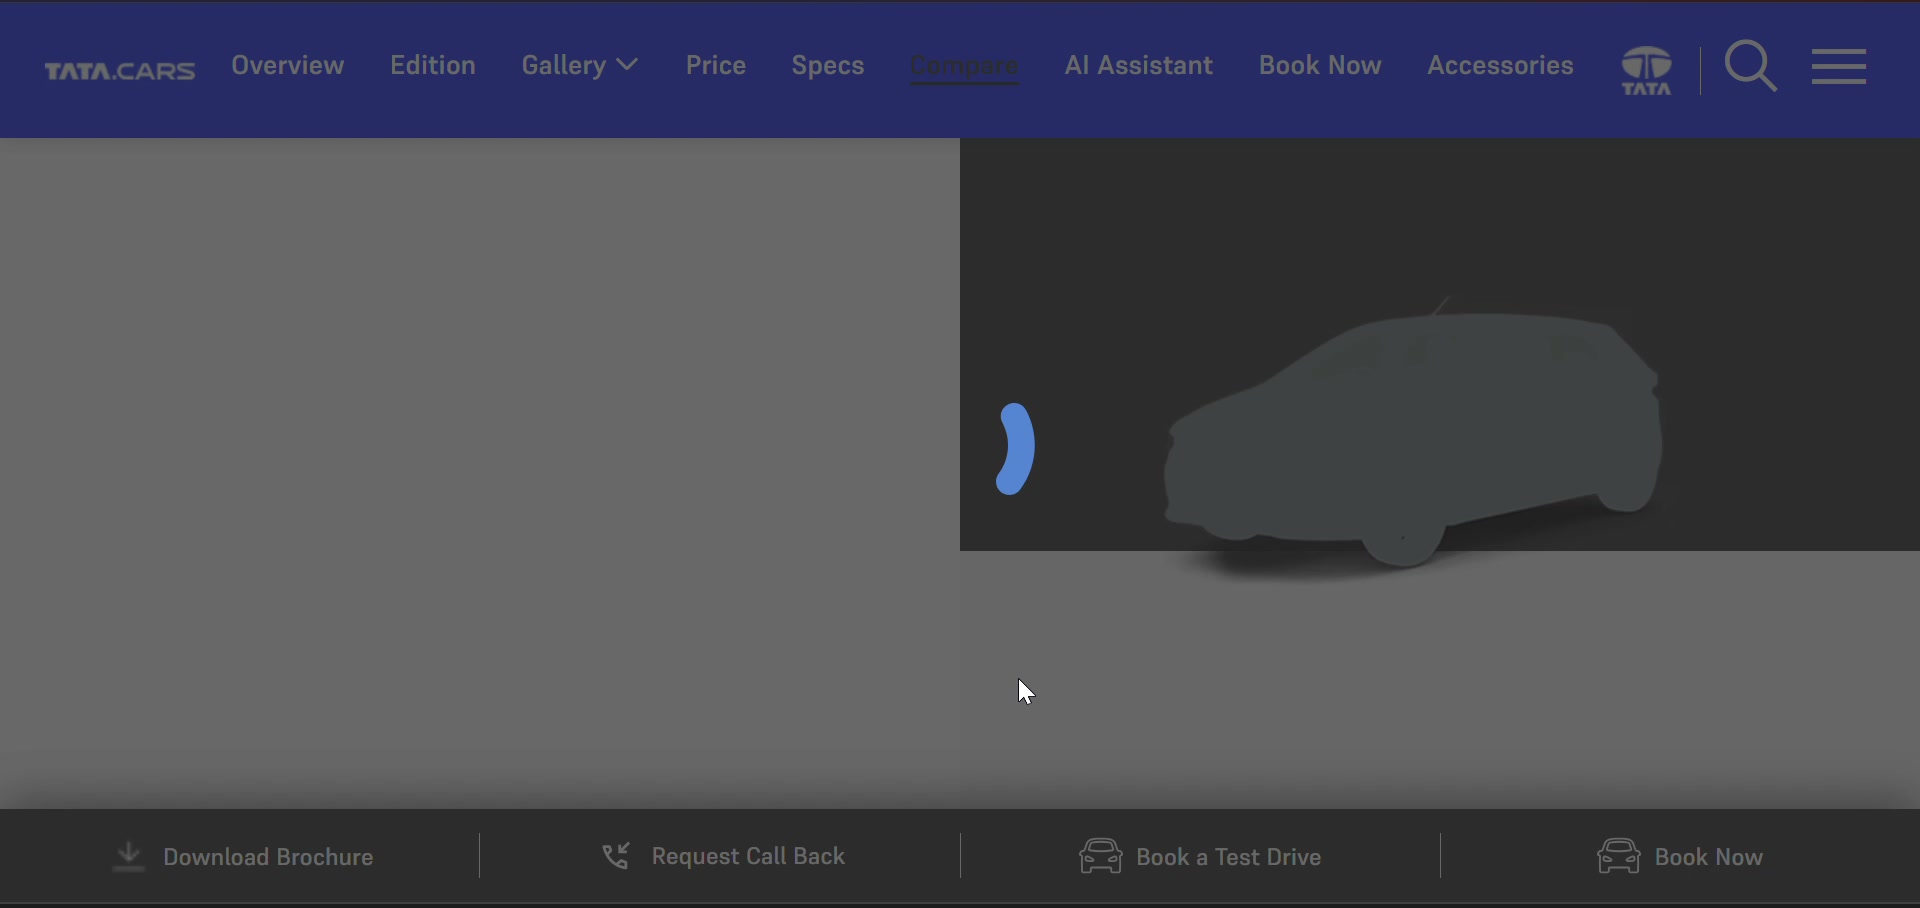 TATA.CARS Overview Edition Gallery Price Specs Compare AI Assistant Book Now Accessories TATA
Download Brochure Request Call Back Book a Test Drive Book Now